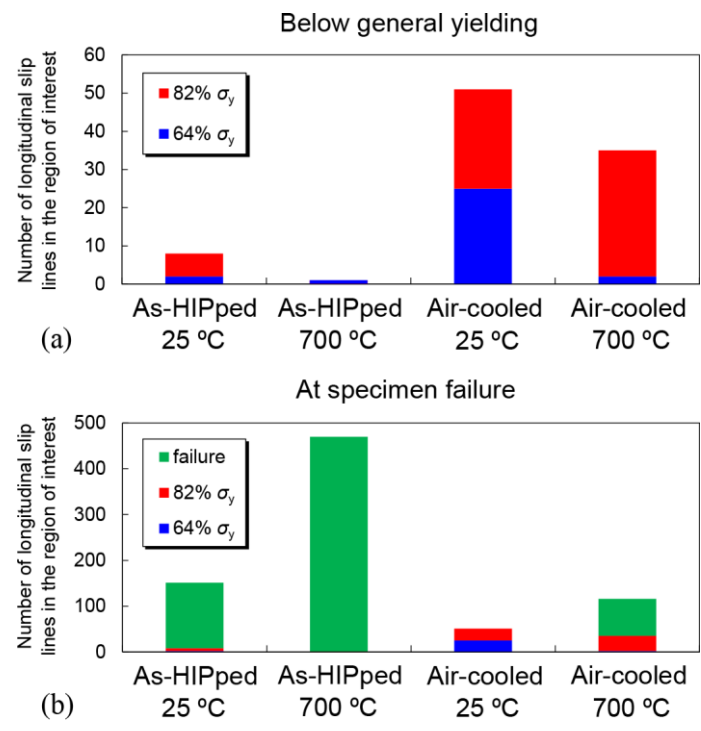 Below general yielding
Number of longitudinal slip
lines in the region of interest
60
50
40
30
20
10
0
82% σy
64% σy
As-HIPped
25 ºC
As-HIPped
700 ºC
Air-cooled
25 ºC
Air-cooled
700 ºC
(a)
At specimen failure
Number of longitudinal slip
lines in the region of interest
500
400
300
200
100
0
failure
82% σy
64% σy
As-HIPped
25 ºC
As-HIPped
700 ºC
Air-cooled
25 ºC
Air-cooled
700 ºC
(b)